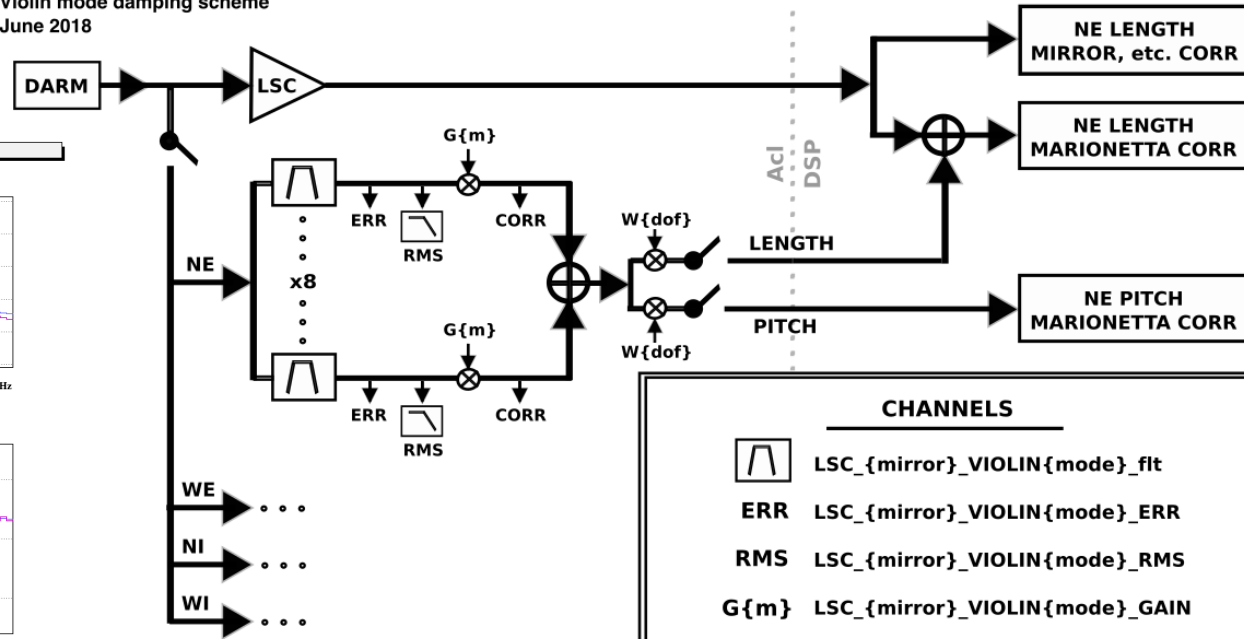 Violin mode damping scheme
June 2018
DARM
LSC
NE LENGTH
MIRROR, etc. CORR
NE LENGTH
MARIONETTA CORR
Acl
DSP
G{m}
ERR
RMS
CORR
W{dof}
LENGTH
NE
x8
NE PITCH
MARIONETTA CORR
PITCH
G{m}
W{dof}
Hz
ERR
RMS
CORR
CHANNELS
LSC_{mirror}_VIOLIN{mode}_flt
WE
ERR LSC_{mirror}_VIOLIN{mode}_ERR
NI
RMS LSC_{mirror}_VIOLIN{mode}_RMS
WI
G{m} LSC_{mirror}_VIOLIN{mode}_GAIN